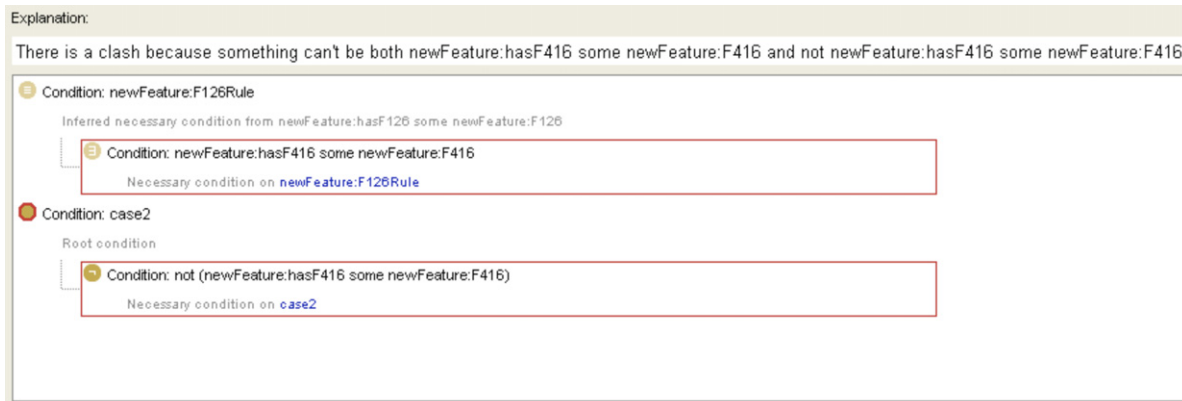 Explanation:
There is a clash because something can't be both newFeature:hasF416 some newFeature:F416 and not newFeature:hasF416 some newFeature:F416
Condition: newFeature:F126Rule
Inferred necessary condition from newFeature:hasF126 some newFeature:F126
Condition: newFeature:hasF416 some newFeature:F416
Necessary condition on newFeature:F126Rule
Condition: case2
Root condition
Condition: not (newFeature:hasF416 some newFeature:F416)
Necessary condition on case2